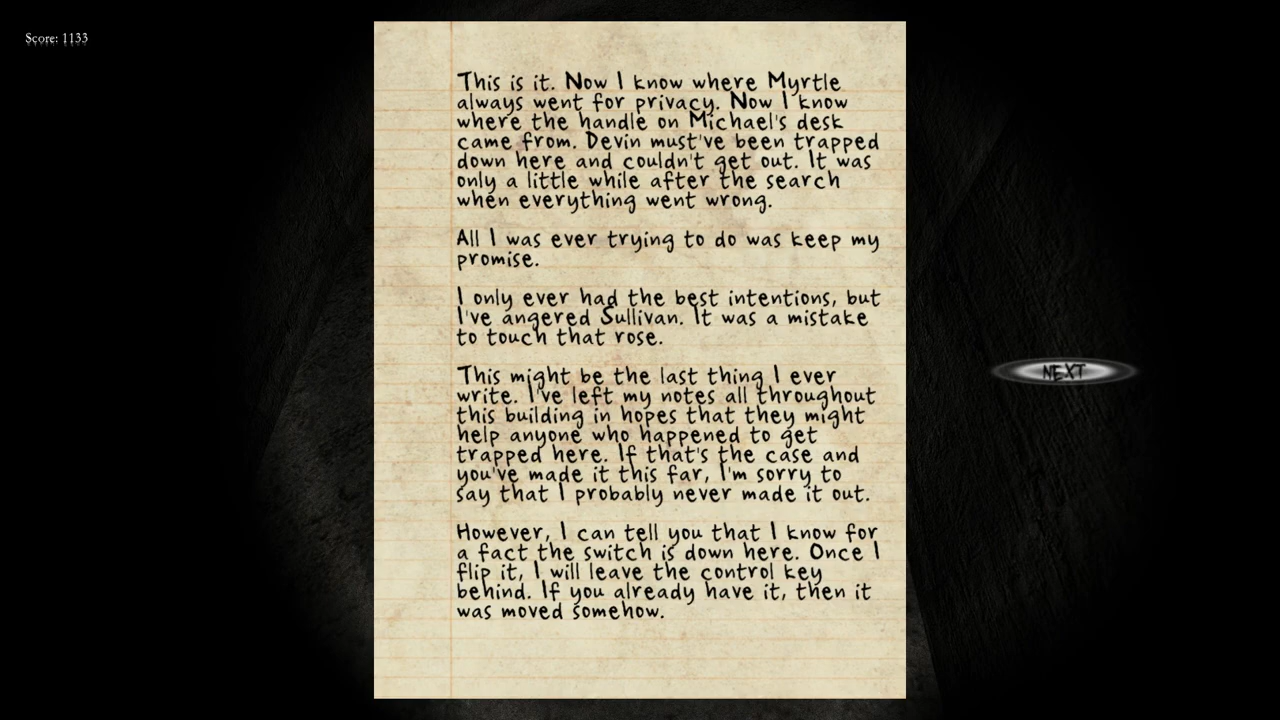 Score: 1133
This is it. Now I know where Myrtle
always went for privacy. Now I know
where the handle on Michael's desk
came from. Devin must've been trapped
down here and couldn't get out. It was
only a little while after the search
when everything went wrong.
All I was ever trying to do was keep my
promise.
I only ever had the best intentions, but
I've angered Sullivan. It was a mistake
to touch that rose.
This might be the last thing I ever
write. I've left my notes all throughout
this building in hopes that they might
help anyone who happened to get
trapped here. If that's the case and
you've made it this far, I'm sorry to
say that I probably never made it out.
However, I can tell you that I know for
a fact the switch is down here. Once I
flip it, I will leave the control key
behind. If you already have it, then it
was moved somehow.
NEXT